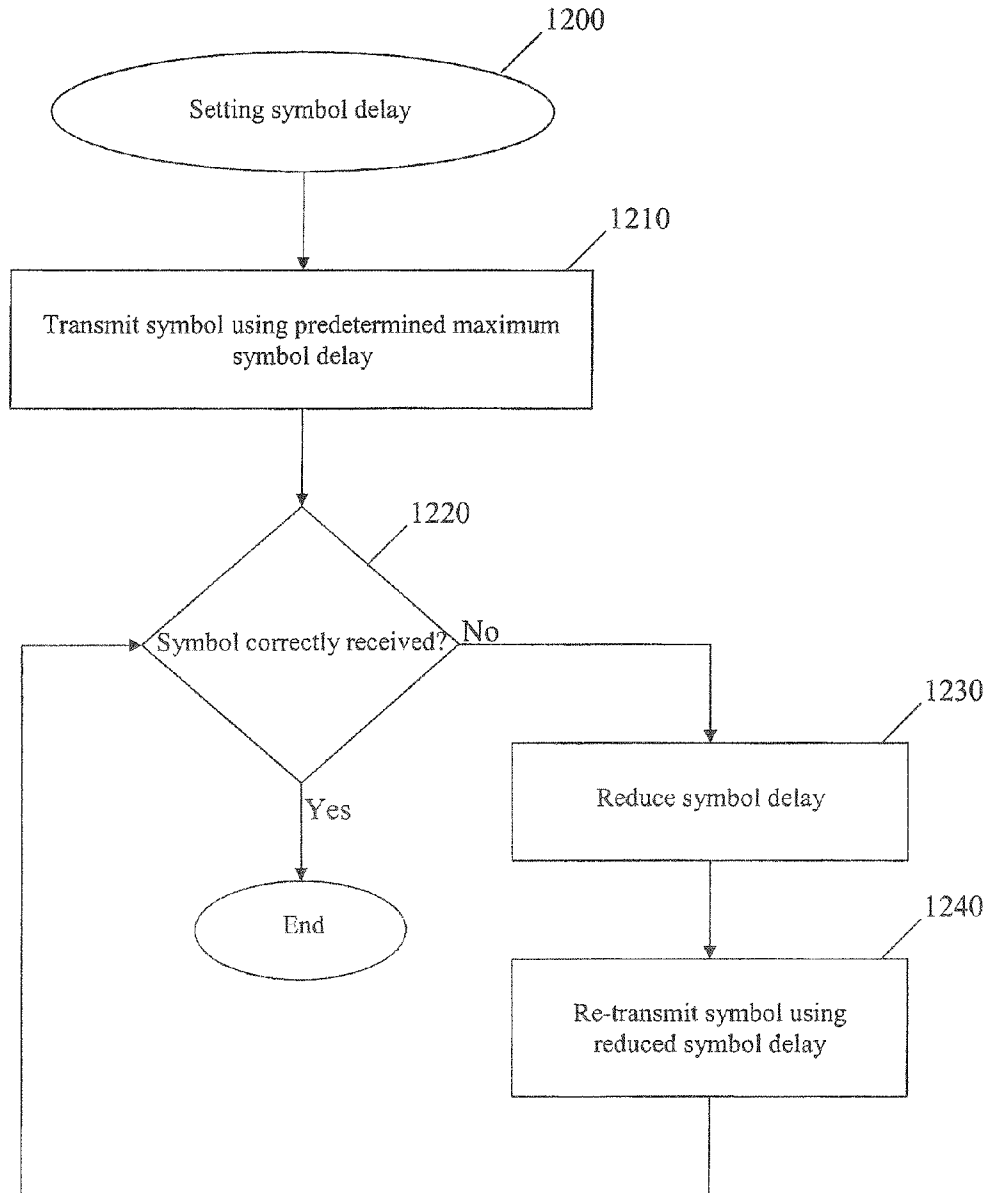 1200
Setting symbol delay
1210
Transmit symbol using predetermined maximum
symbol delay
1220
Symbol correctly received?
No
1230
Reduce symbol delay
Yes
1240
End
Re-transmit symbol using
reduced symbol delay